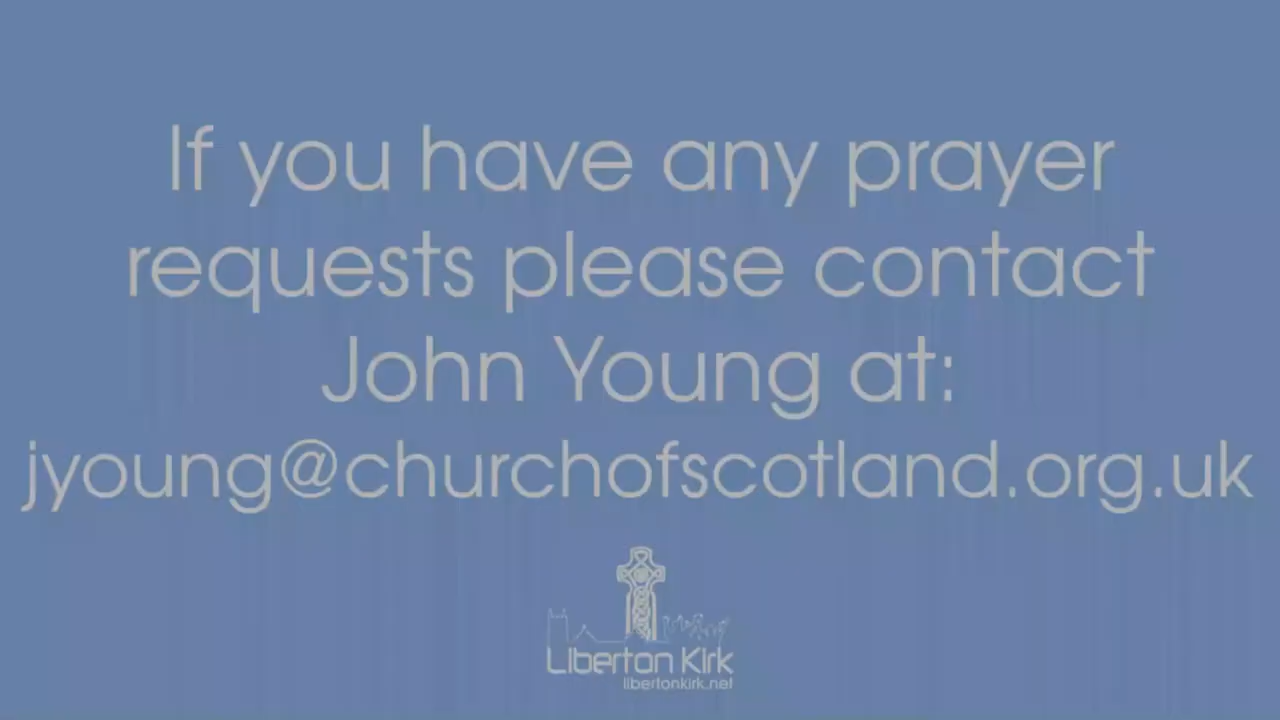 If you have any prayer
requests please contact
John Young at:
jyoung@churchofscotland.org.uk
Liberton Kirk
libertonkirk.net